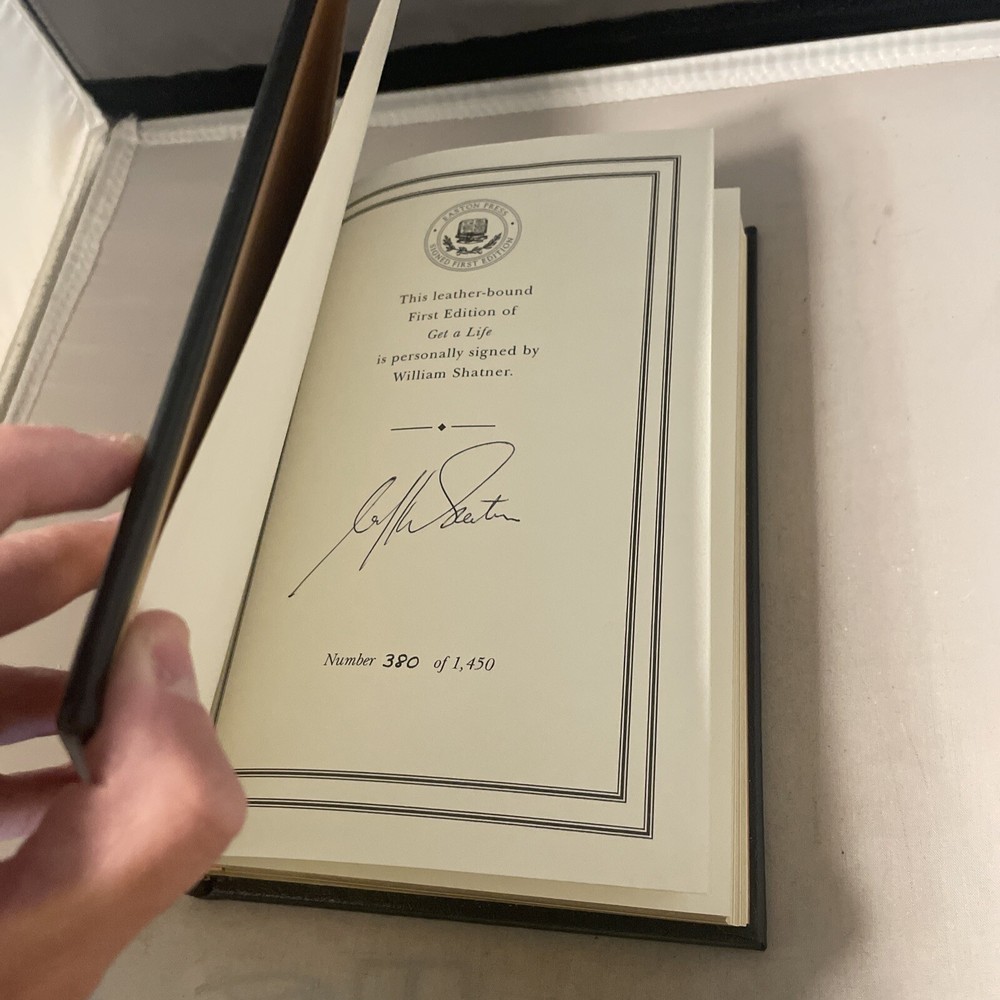 EASTON PRESS
SIGNED FIRST EDITION
This leather-bound
First Edition of
Get a Life
is personally signed by
William Shatner.
Number 380 of 1,450